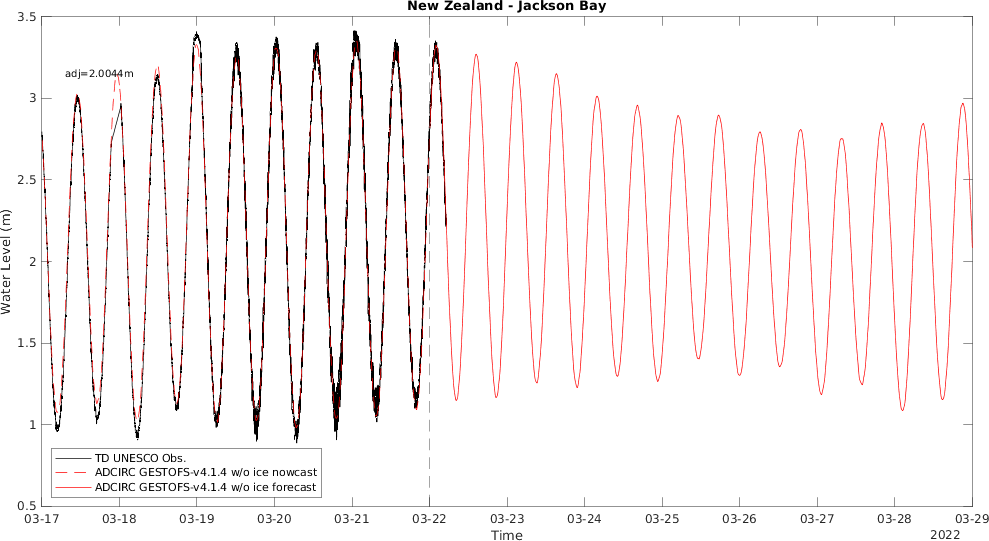 New Zealand - Jackson Bay
3.5
3
2.5
2
1.5
1
0.5
Water Level (m)
adj=2.0044m
TD UNESCO Obs.
ADCIRC GESTOFS-v4.1.4 w/o ice nowcast
ADCIRC GESTOFS-v4.1.4 w/o ice forecast
03-17 03-18 03-19 03-20 03-21 03-22 03-23 03-24 03-25 03-26 03-27 03-28 03-29
Time
2022